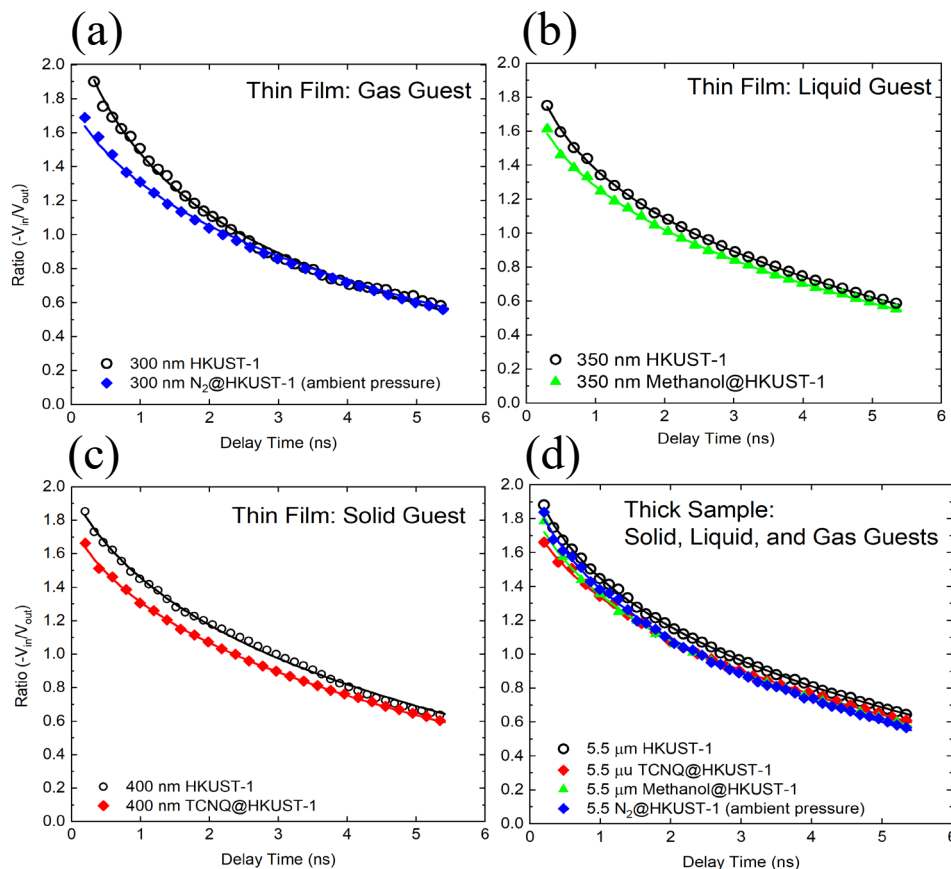 (a)
Thin Film: Gas Guest
Ratio (-Vin/Vout)
2.0
1.8
1.6
1.4
1.2
1.0
0.8
0.6
0.4
0.2
0.0
300 nm HKUST-1
300 nm N2@HKUST-1 (ambient pressure)
0 1 2 3 4 5 6
Delay Time (ns)
(b)
Thin Film: Liquid Guest
2.0
1.8
1.6
1.4
1.2
1.0
0.8
0.6
0.4
0.2
0.0
350 nm HKUST-1
350 nm Methanol@HKUST-1
0 1 2 3 4 5 6
Delay Time (ns)
(c)
Thin Film: Solid Guest
Ratio (-Vin/Vout)
2.0
1.8
1.6
1.4
1.2
1.0
0.8
0.6
0.4
0.2
0.0
400 nm HKUST-1
400 nm TCNQ@HKUST-1
0 1 2 3 4 5 6
Delay Time (ns)
(d)
Thick Sample:
Solid, Liquid, and Gas Guests
2.0
1.8
1.6
1.4
1.2
1.0
0.8
0.6
0.4
0.2
0.0
5.5 μm HKUST-1
5.5 μu TCNQ@HKUST-1
5.5 μm Methanol@HKUST-1
5.5 N2@HKUST-1 (ambient pressure)
0 1 2 3 4 5 6
Delay Time (ns)